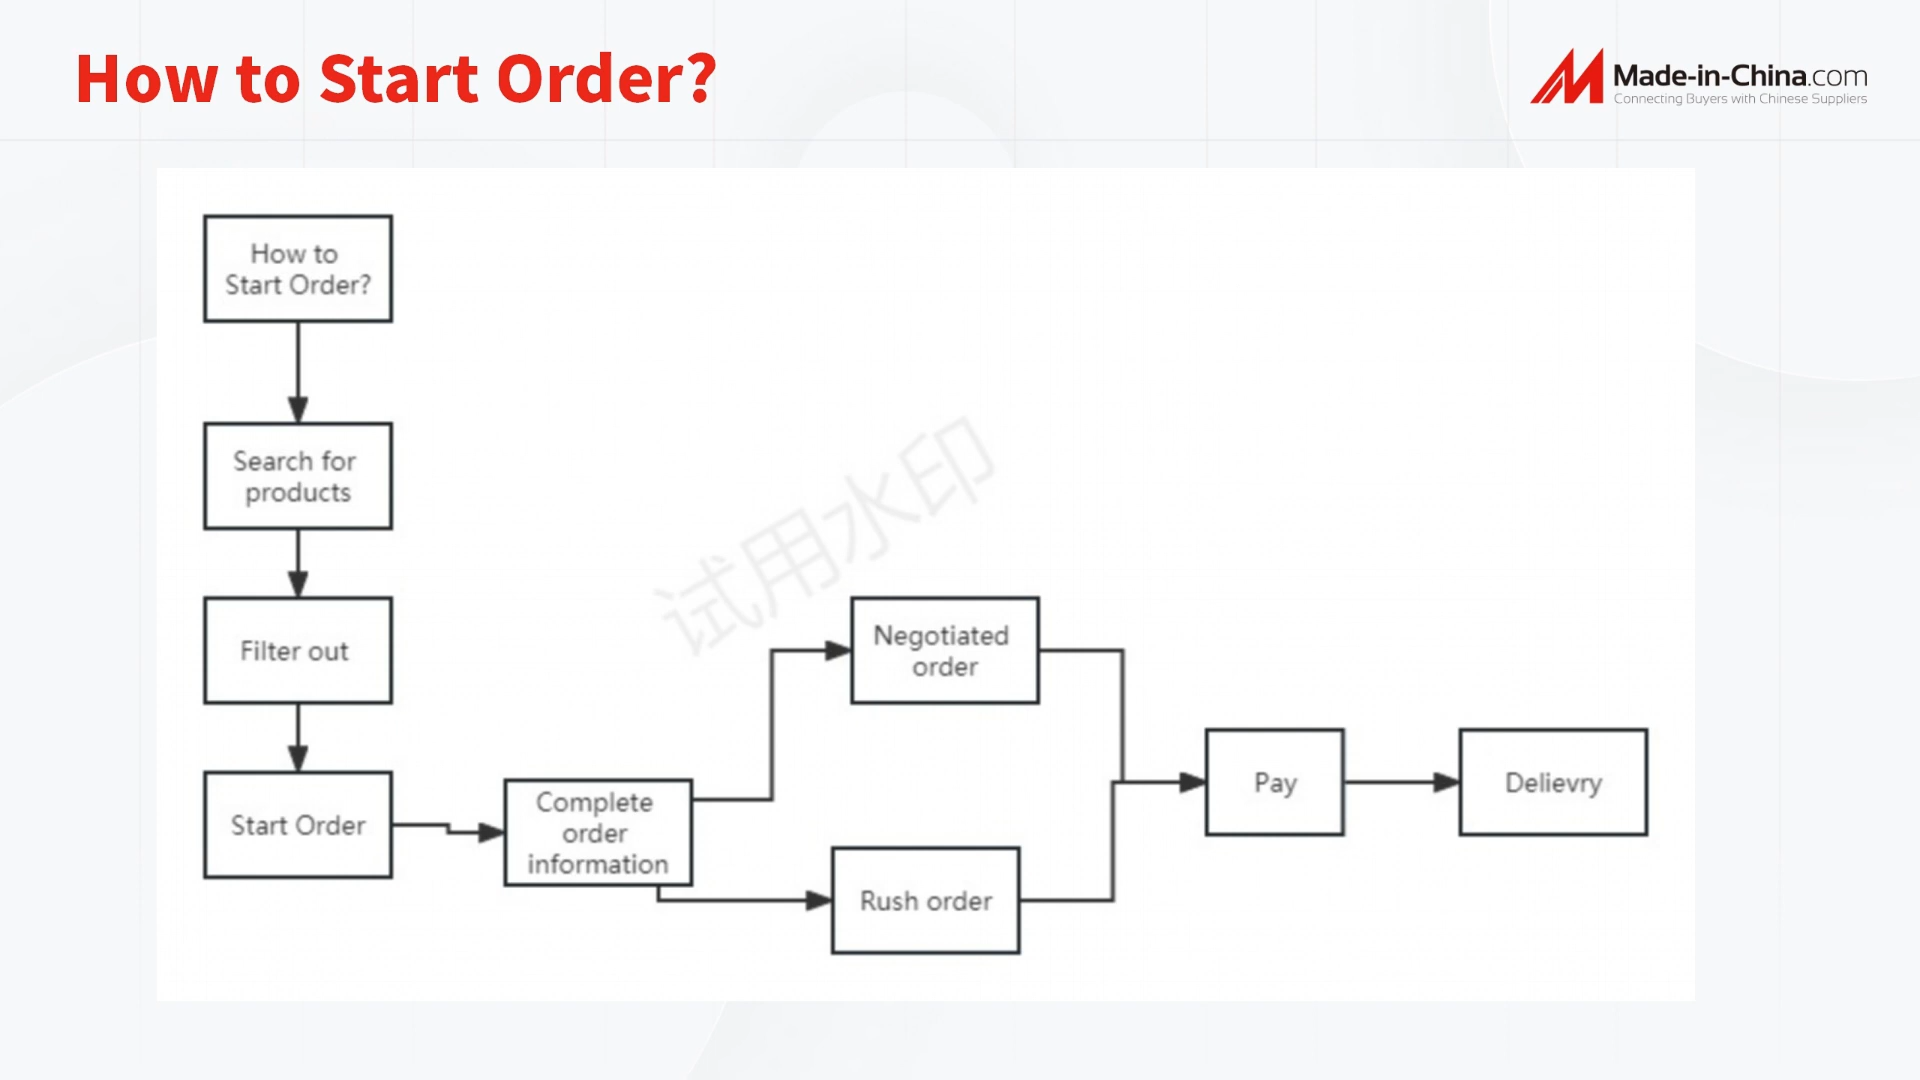 How to Start Order?
Made-in-China.com
Connecting Buyers with Chinese Suppliers
How to
Start Order?
Search for
products
Filter out
Start Order
Complete
order
information
Negotiated
order
Rush order
Pay
Delievry
试用水印